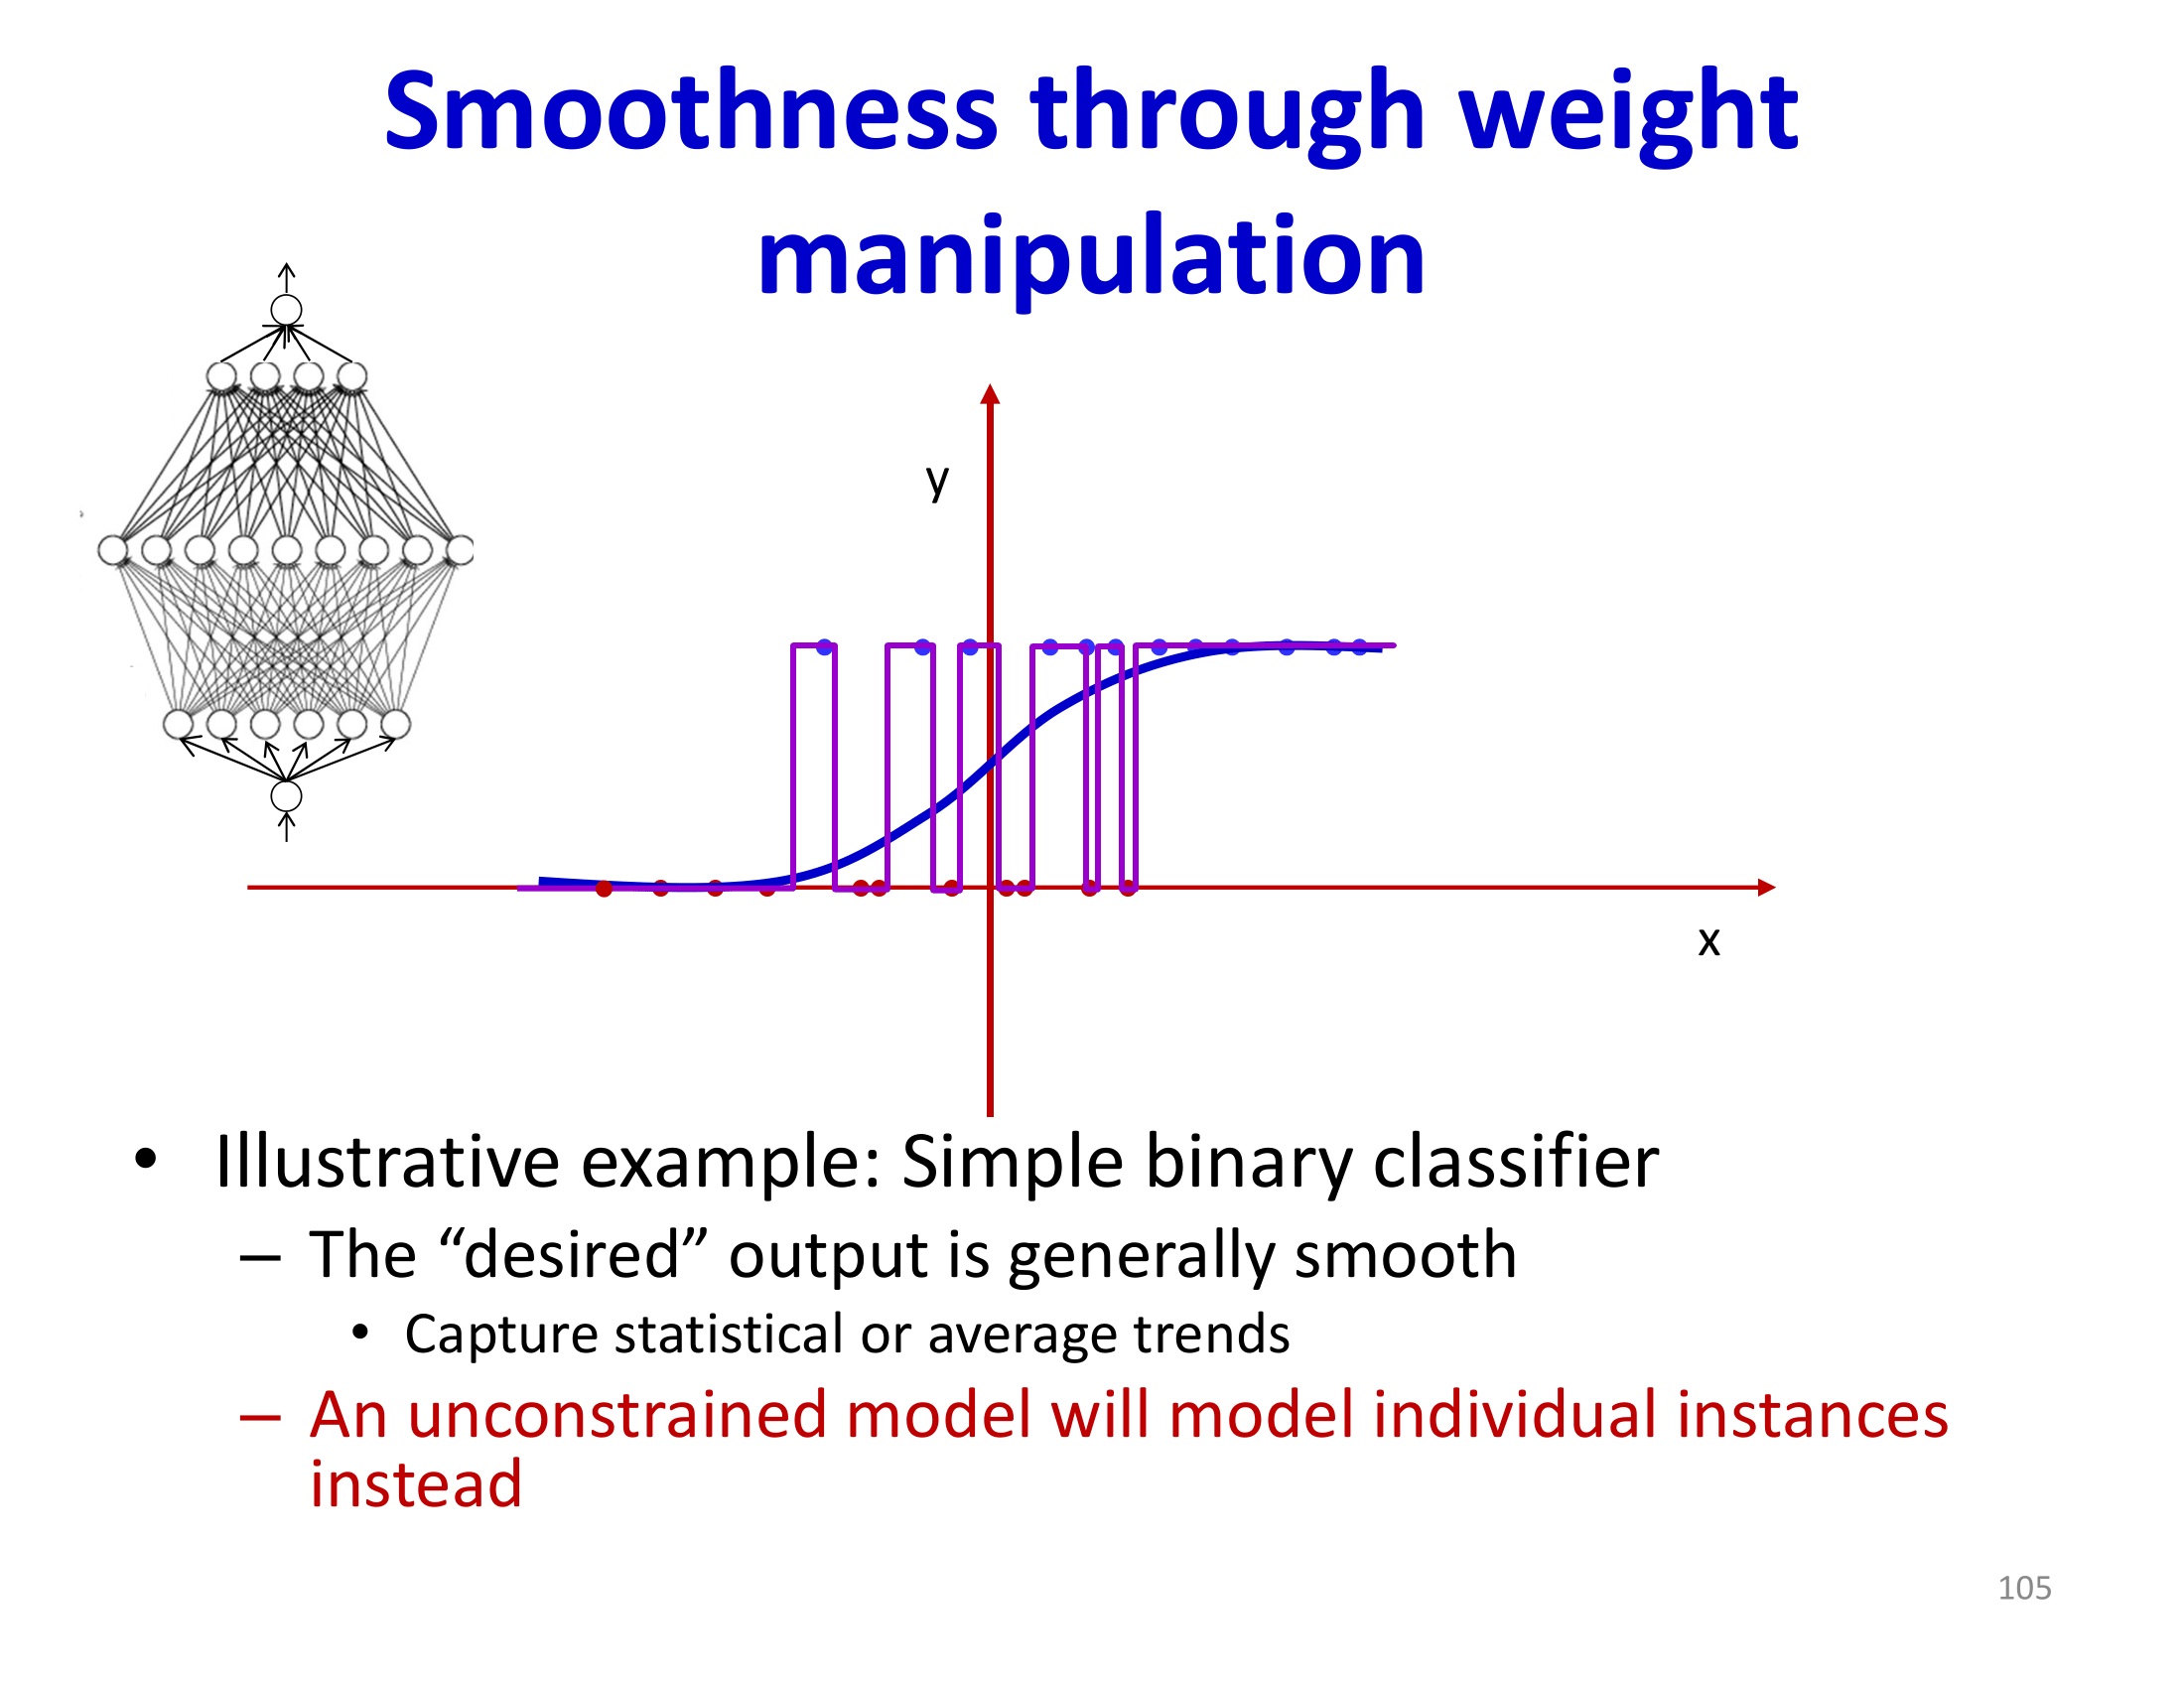 Smoothness through weight
manipulation
y
x
• Illustrative example: Simple binary classifier
– The “desired” output is generally smooth
• Capture statistical or average trends
– An unconstrained model will model individual instances
instead
105